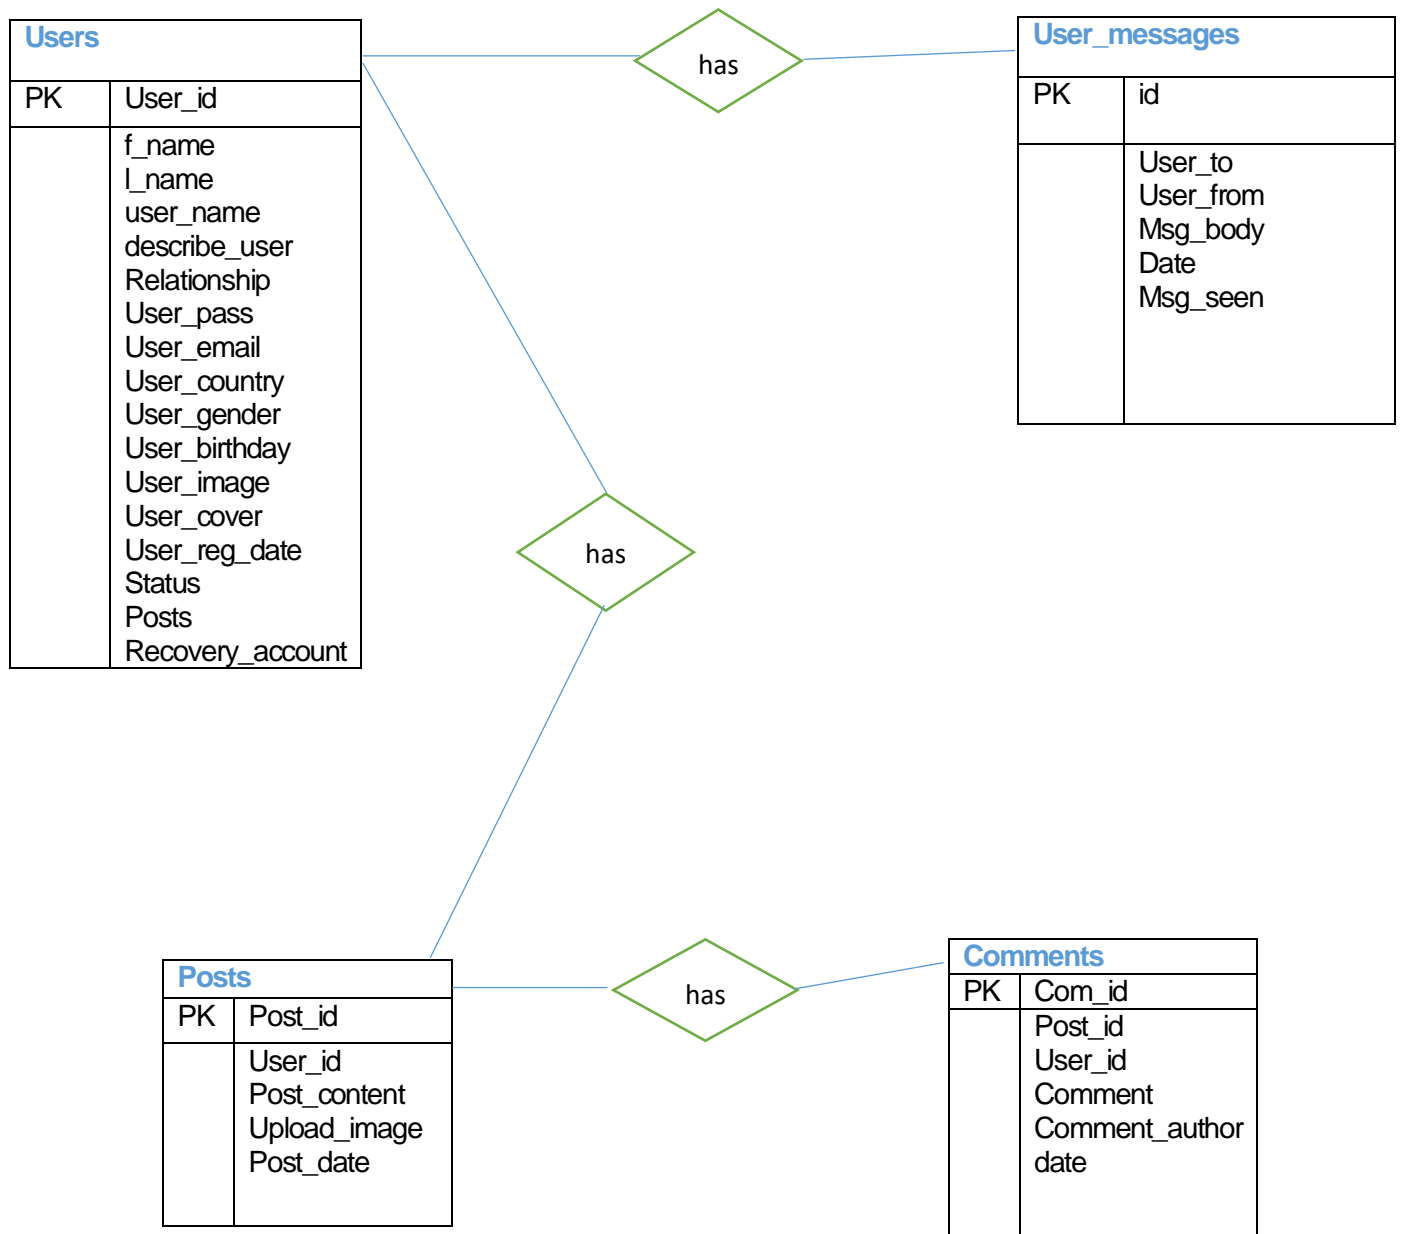 Users
PK User_id
f_name
l_name
user_name
describe_user
Relationship
User_pass
User_email
User_country
User_gender
User_birthday
User_image
User_cover
User_reg_date
Status
Posts
Recovery_account
has
User_messages
PK id
User_to
User_from
Msg_body
Date
Msg_seen
has
Posts
PK Post_id
User_id
Post_content
Upload_image
Post_date
has
Comments
PK Com_id
Post_id
User_id
Comment
Comment_author
date